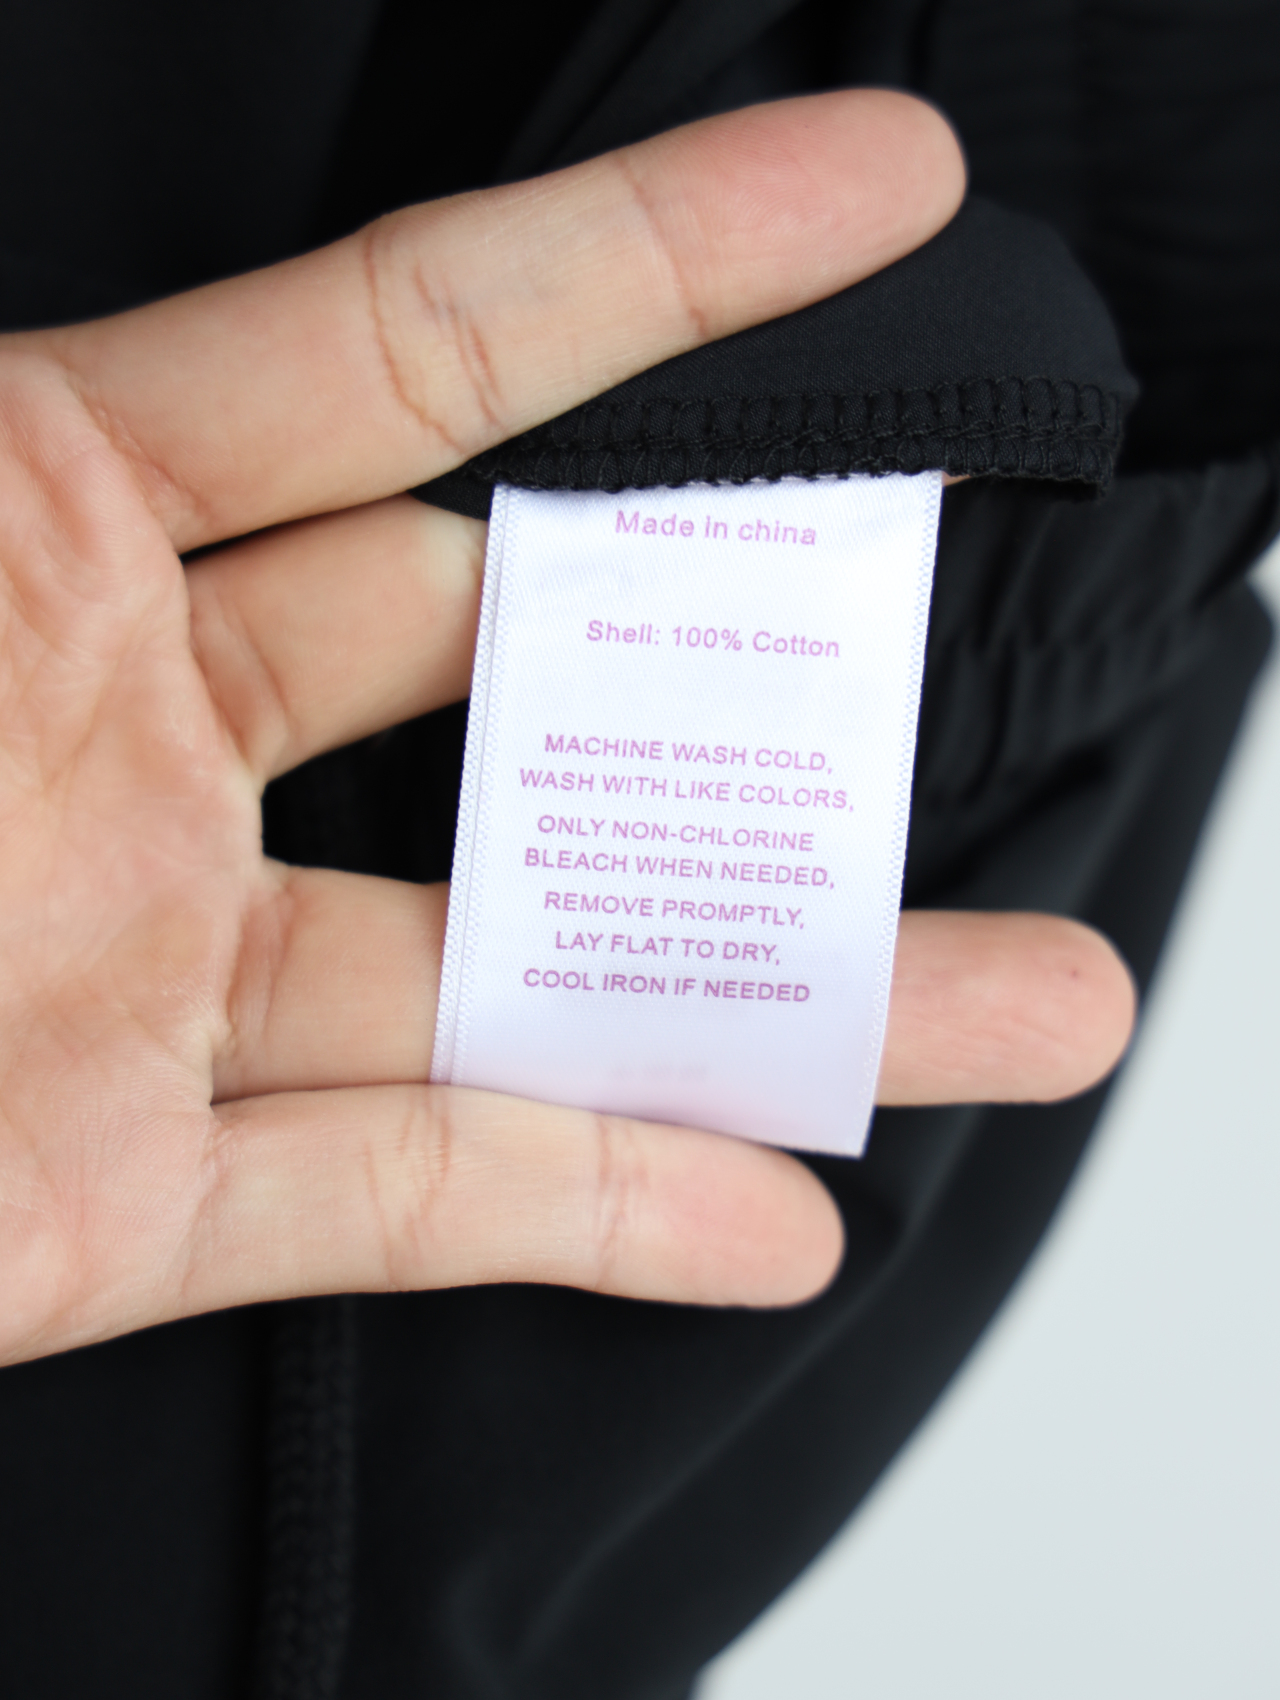 Made in china
Shell: 100% Cotton
MACHINE WASH COLD,
WASH WITH LIKE COLORS,
ONLY NON-CHLORINE
BLEACH WHEN NEEDED,
REMOVE PROMPTLY,
LAY FLAT TO DRY,
COOL IRON IF NEEDED